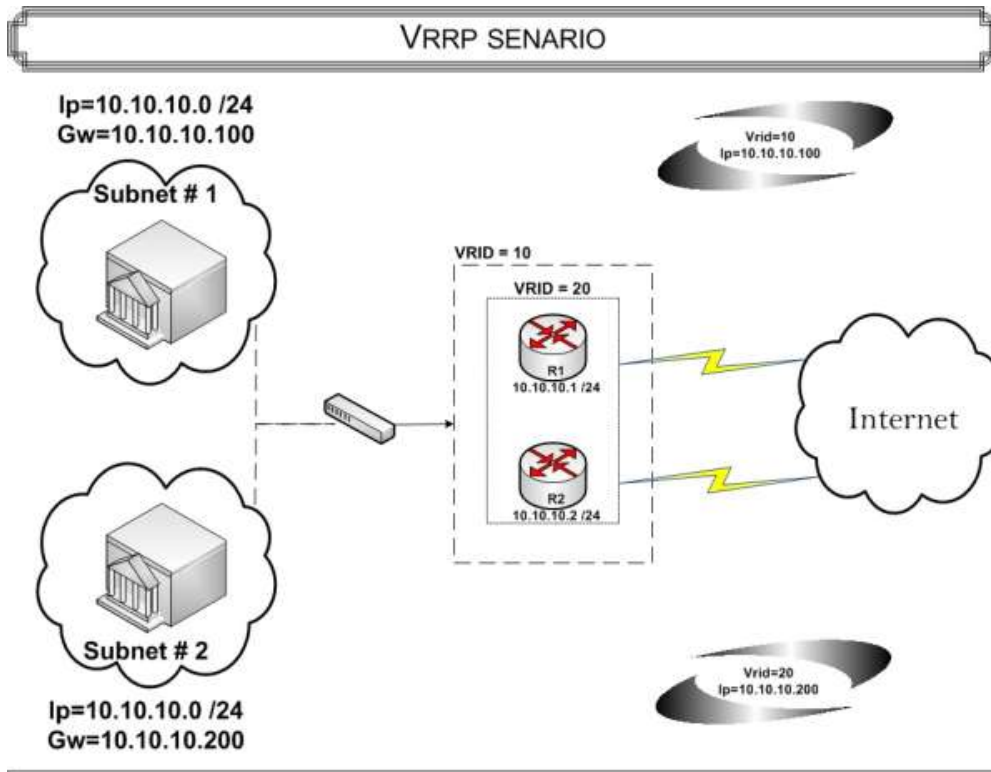 VRRP SENARIO
Ip=10.10.10.0 /24
Gw=10.10.10.100
Subnet # 1
Vrid=10
Ip=10.10.10.100
VRID = 10
VRID = 20
R1
10.10.10.1 /24
R2
10.10.10.2 /24
Internet
Subnet # 2
Ip=10.10.10.0 /24
Gw=10.10.10.200
Vrid=20
Ip=10.10.10.200